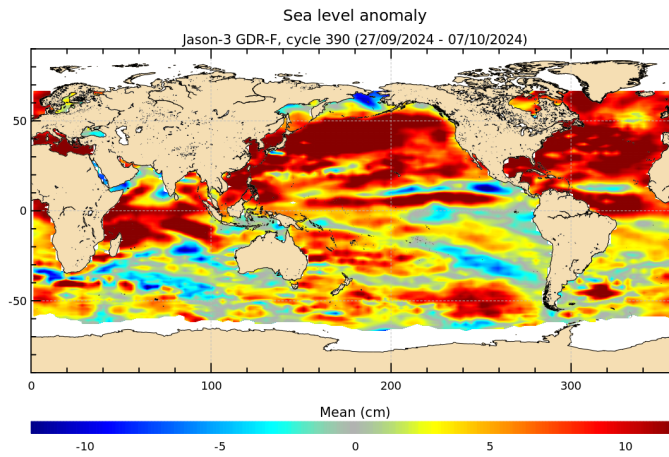 Sea level anomaly
Jason-3 GDR-F, cycle 390 (27/09/2024 - 07/10/2024)
50
0
-50
0 100 200 300
Mean (cm)
-10 -5 0 5 10